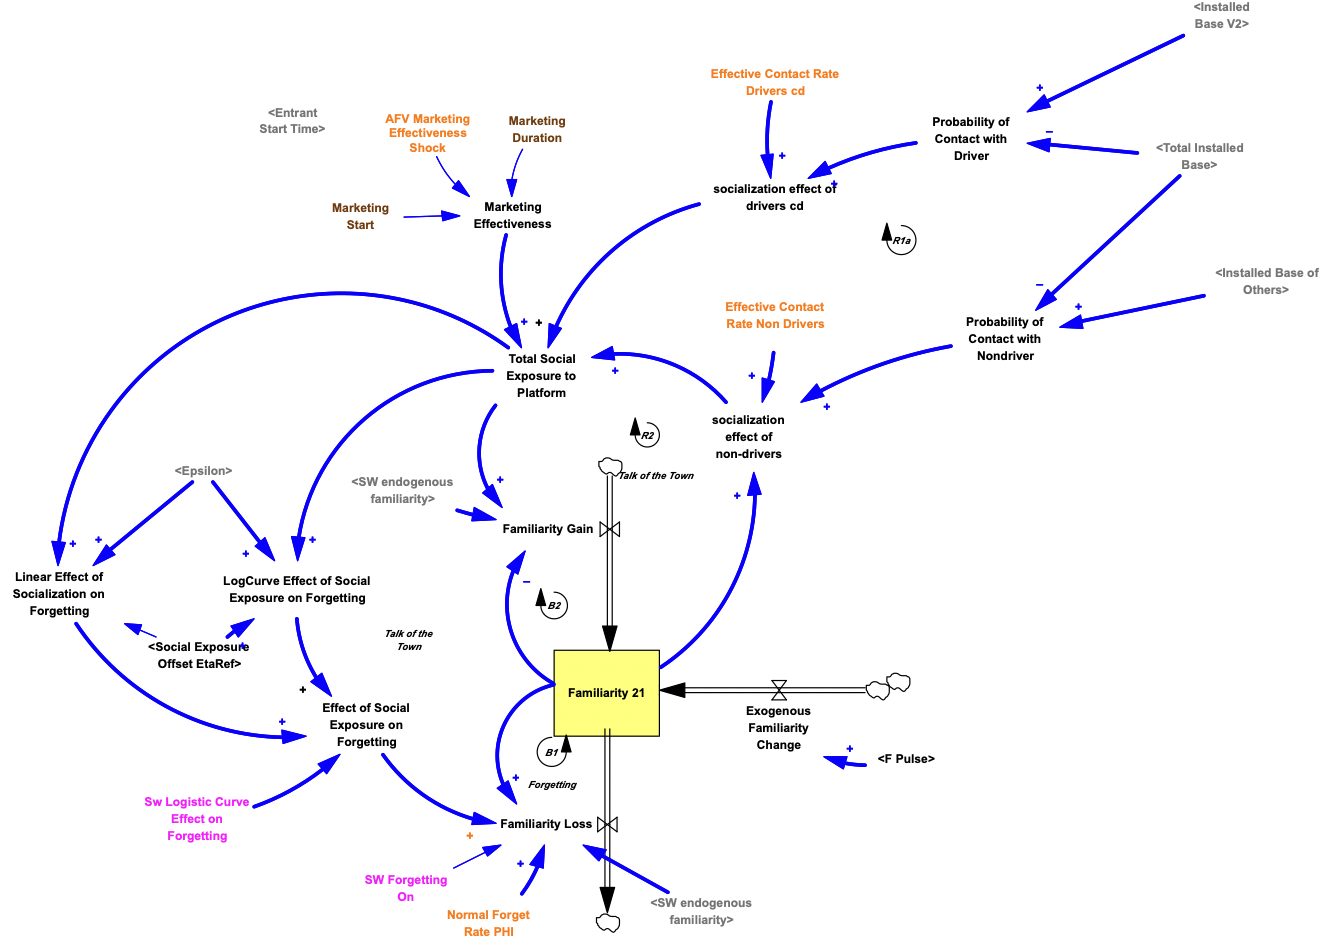 <Installed
Base V2>
Effective Contact Rate
Drivers cd
<Entrant
Start Time>
AFV Marketing
Effectiveness
Shock
Marketing
Duration
+
Probability of
Contact with
Driver
−
<Total Installed
Base>
+
socialization effect of
drivers cd
+
Marketing
Start
Marketing
Effectiveness
R1a
<Installed Base of
Others>
−
+
Effective Contact
Rate Non Drivers
+
+
Probability of
Contact with
Nondriver
Total Social
Exposure to
Platform
+
+
+
socialization
effect of
non-drivers
R2
<Epsilon>
Talk of the Town
<SW endogenous
familiarity>
+
+
Familiarity Gain
+
+
+
+
Linear Effect of
Socialization on
Forgetting
LogCurve Effect of Social
Exposure on Forgetting
−
B2
Talk of the
Town
<Social Exposure
Offset EtaRef>
+
+
Familiarity 21
Effect of Social
Exposure on
Forgetting
+
Exogenous
Familiarity
Change
B1
+
<F Pulse>
+
Forgetting
Sw Logistic Curve
Effect on
Forgetting
Familiarity Loss
+
+
SW Forgetting
On
Normal Forget
Rate PHI
<SW endogenous
familiarity>